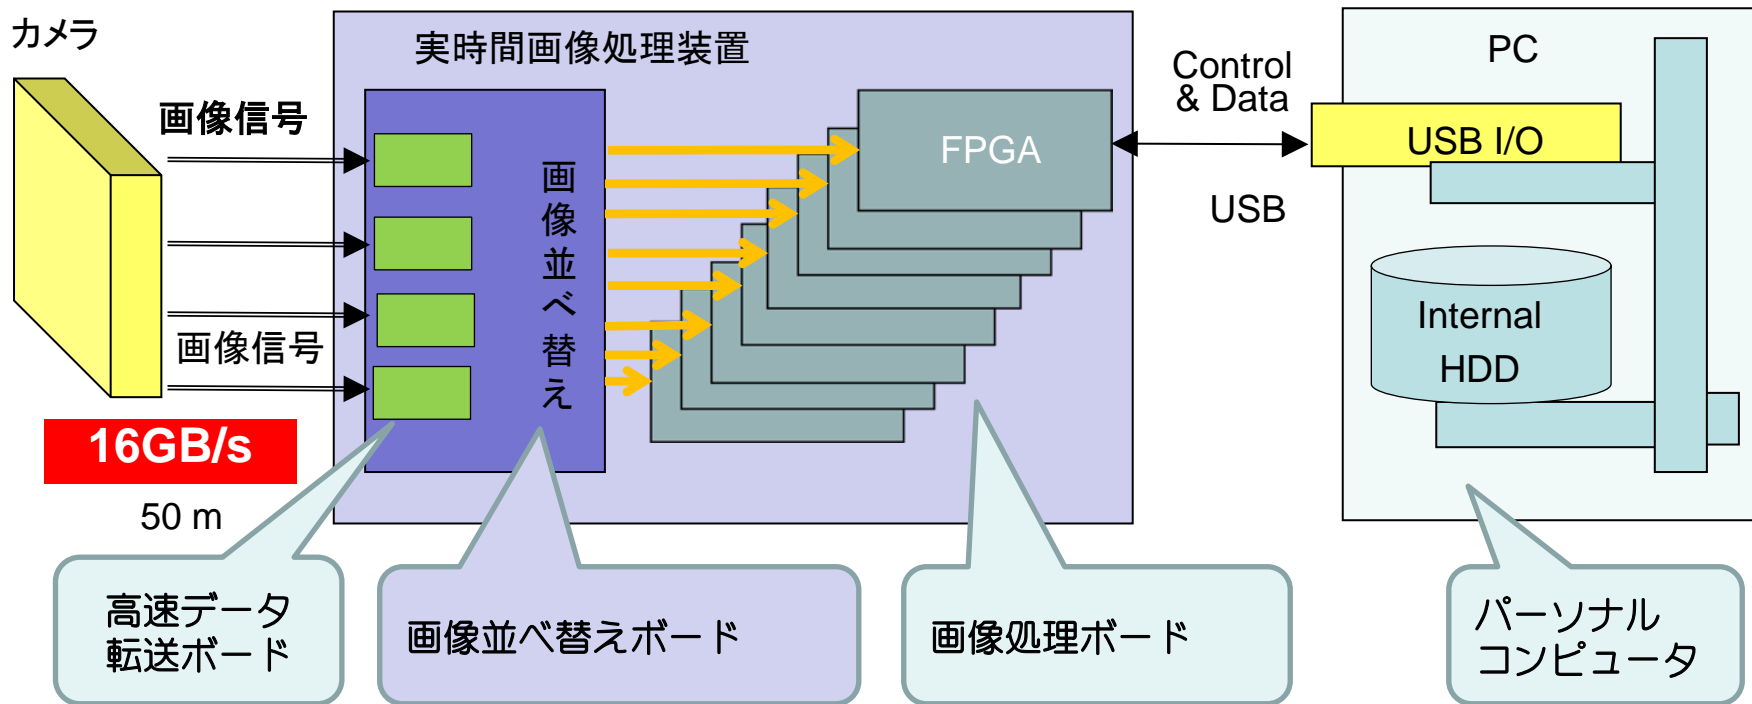 カメラ
画像信号
画像信号
16GB/s
50 m
実時間画像処理装置
画像並べ替え
FPGA
Control
& Data
USB
PC
USB I/O
Internal
HDD
高速データ
転送ボード
画像並べ替えボード
画像処理ボード
パーソナル
コンピュータ